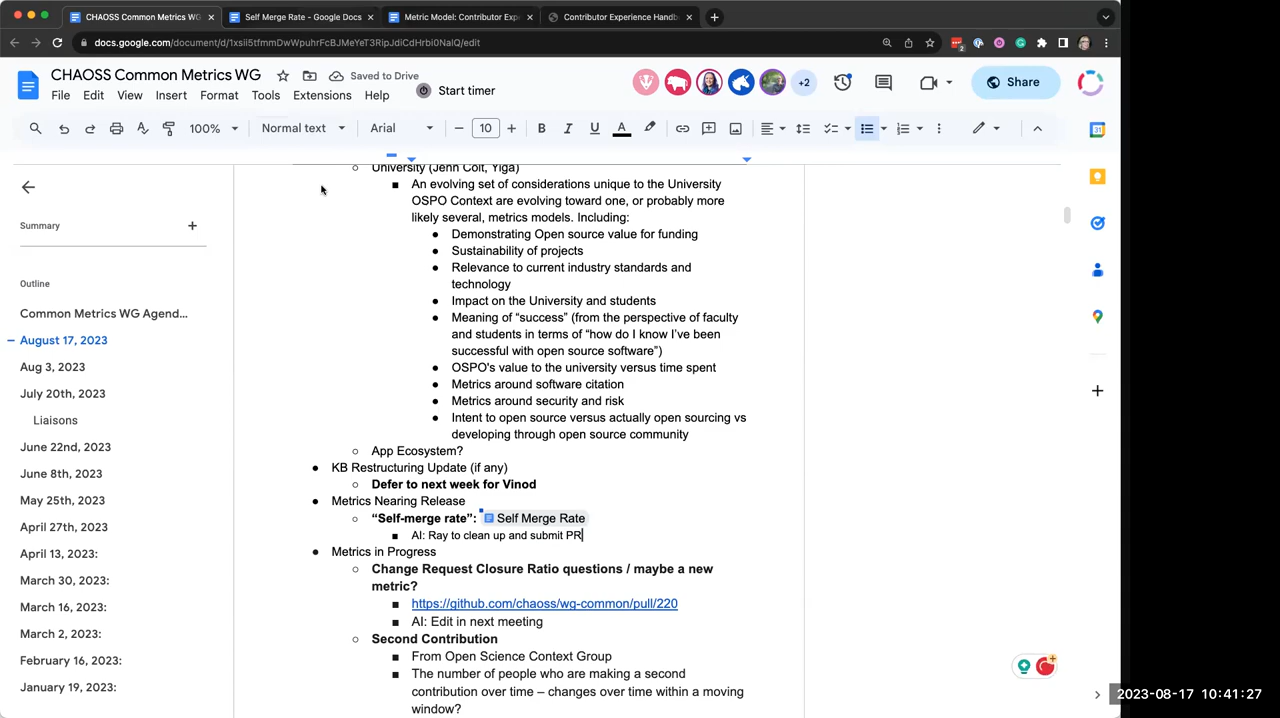 CHAOSS Common Metrics WG
Self Merge Rate - Google Docs
Metric Model: Contributor Exp
Contributor Experience Handb
docs.google.com/document/d/1xsii5tfmmDwWpuhrFcBJMeYeT3RipJdiCdHrbi0NalQ/edit
CHAOSS Common Metrics WG
Saved to Drive
File Edit View Insert Format Tools Extensions Help
Start timer
+2
Share
100%
Normal text
Arial
10
Summary
Outline
Common Metrics WG Agend...
August 17, 2023
Aug 3, 2023
July 20th, 2023
Liaisons
June 22nd, 2023
June 8th, 2023
May 25th, 2023
April 27th, 2023
April 13, 2023:
March 30, 2023:
March 16, 2023:
March 2, 2023:
February 16, 2023:
January 19, 2023:
University (Jenn Colt, Yiga)
An evolving set of considerations unique to the University
OSPO Context are evolving toward one, or probably more
likely several, metrics models. Including:
Demonstrating Open source value for funding
Sustainability of projects
Relevance to current industry standards and
technology
Impact on the University and students
Meaning of “success” (from the perspective of faculty
and students in terms of “how do I know I’ve been
successful with open source software”)
OSPO's value to the university versus time spent
Metrics around software citation
Metrics around security and risk
Intent to open source versus actually open sourcing vs
developing through open source community
App Ecosystem?
KB Restructuring Update (if any)
Defer to next week for Vinod
Metrics Nearing Release
“Self-merge rate”: Self Merge Rate
AI: Ray to clean up and submit PR
Metrics in Progress
Change Request Closure Ratio questions / maybe a new
metric?
https://github.com/chaoss/wg-common/pull/220
AI: Edit in next meeting
Second Contribution
From Open Science Context Group
The number of people who are making a second
contribution over time – changes over time within a moving
window?
2023-08-17 10:41:27